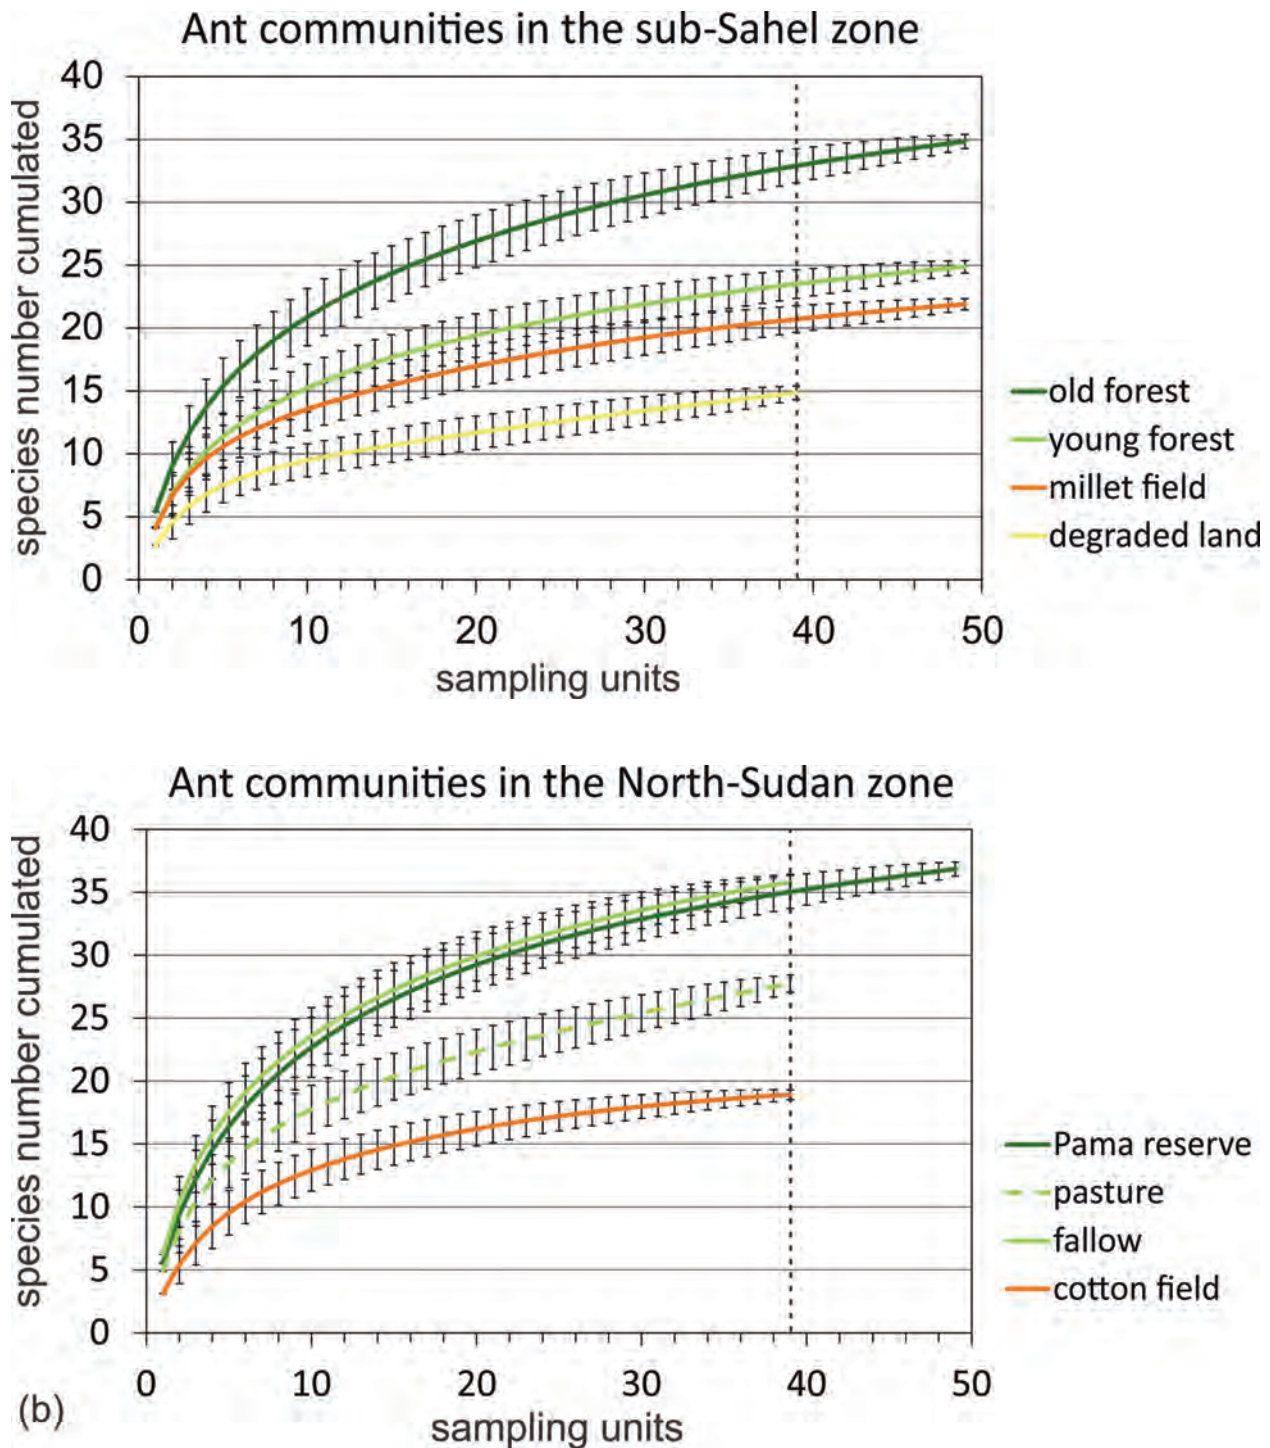 Ant communities in the sub-Sahel zone
species number cumulated
40
35
30
25
20
15
10
5
0
0 10 20 30 40 50
sampling units
old forest
young forest
millet field
degraded land
Ant communities in the North-Sudan zone
species number cumulated
40
35
30
25
20
15
10
5
0
0 10 20 30 40 50
sampling units
Pama reserve
pasture
fallow
cotton field
(b)